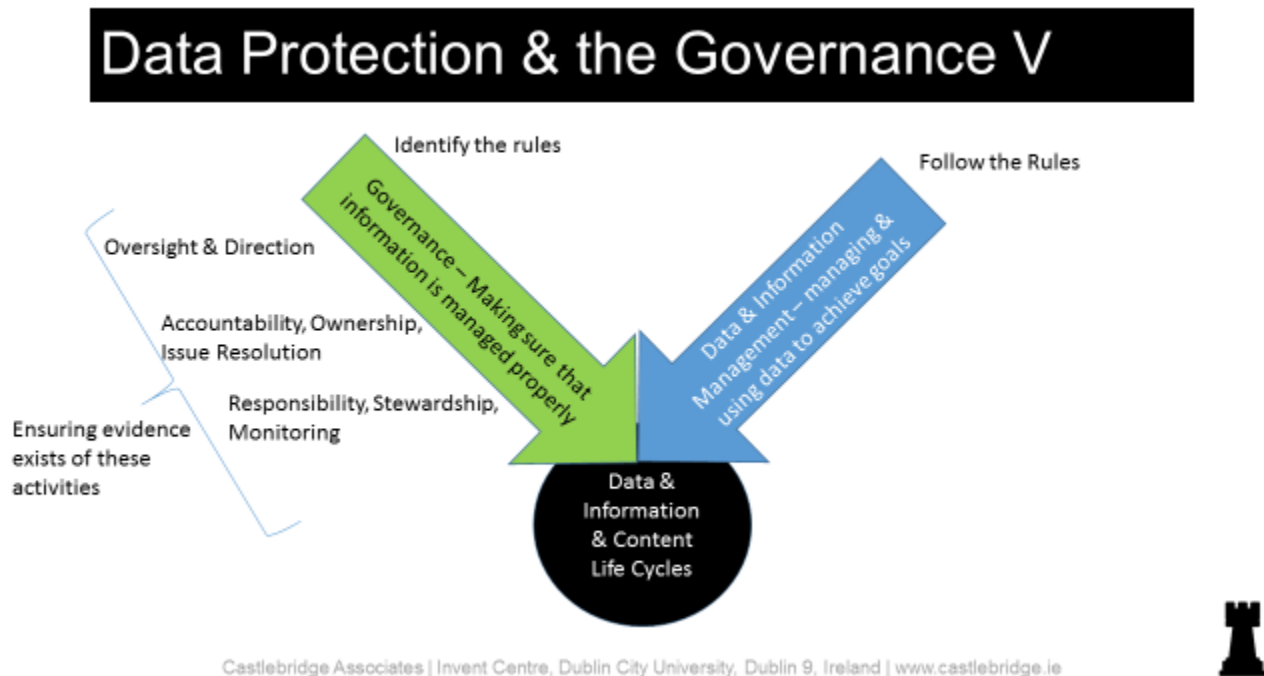 Data Protection & the Governance V
Identify the rules
Follow the Rules
Governance – Making sure that
information is managed properly
Data & Information
Management – managing &
using data to achieve goals
Oversight & Direction
Accountability, Ownership,
Issue Resolution
Responsibility, Stewardship,
Monitoring
Ensuring evidence
exists of these
activities
Data &
Information
& Content
Life Cycles
Castlebridge Associates | Invent Centre, Dublin City University, Dublin 9, Ireland | www.castlebridge.ie